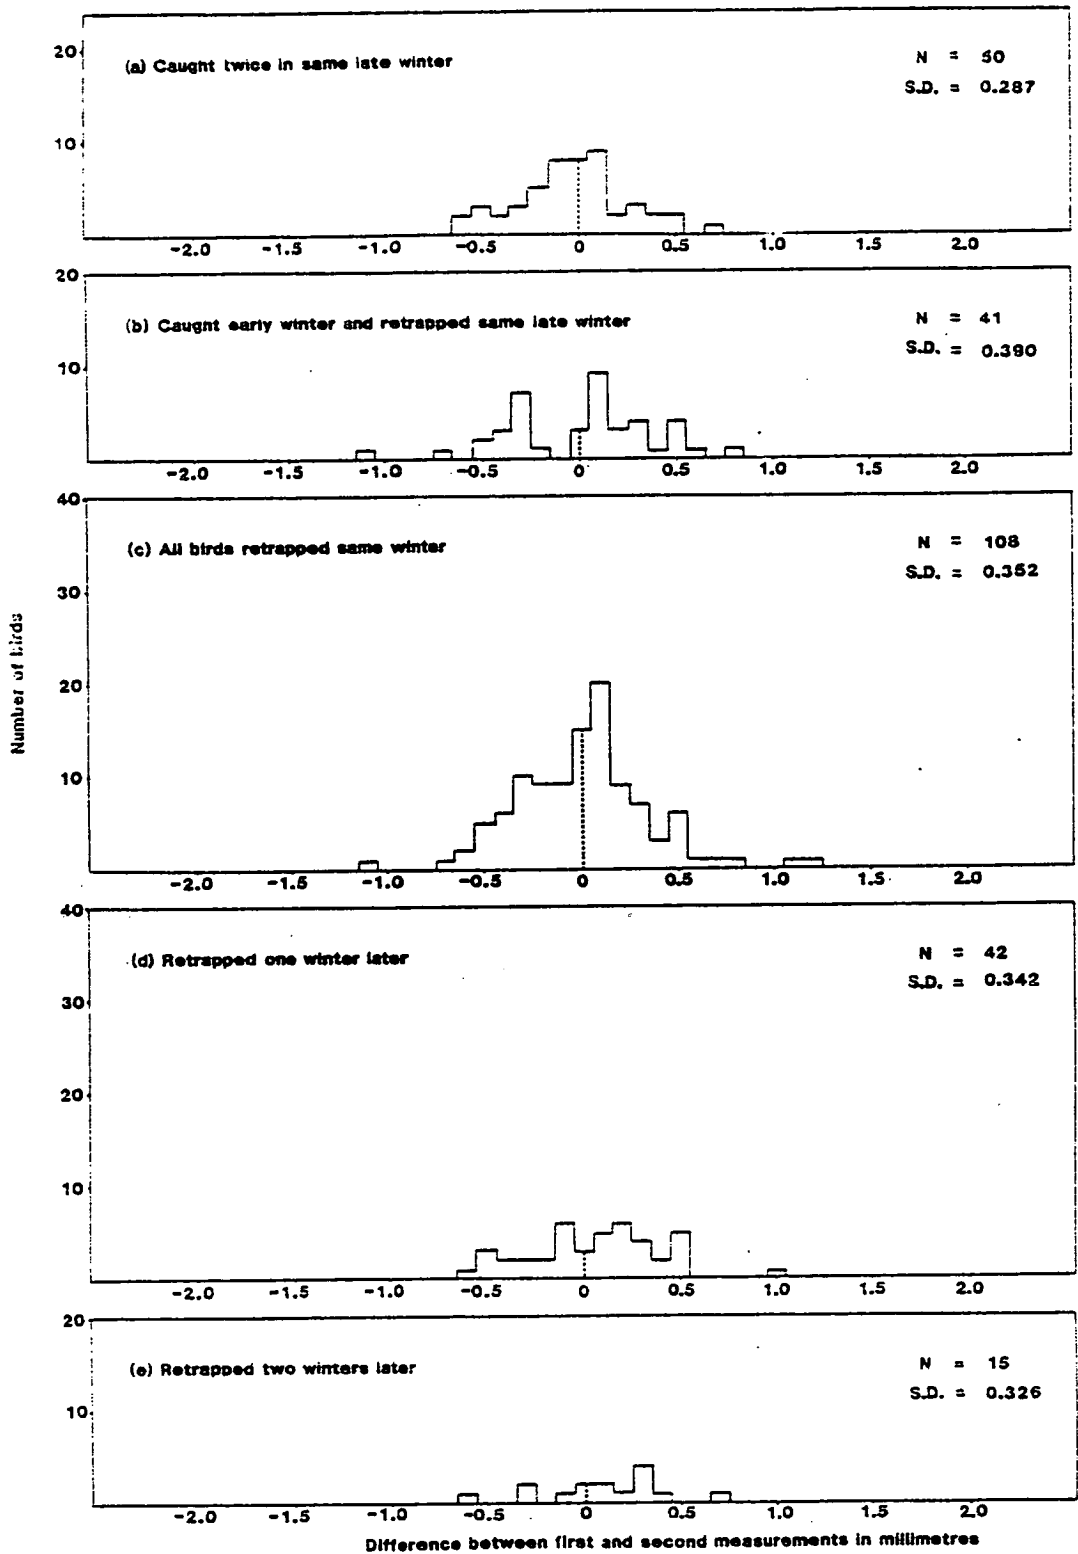 20
(a) Caught twice in same late winter
N = 50
S.D. = 0.287
10
-2.0 -1.5 -1.0 -0.5 0 0.5 1.0 1.5 2.0
20
(b) Caught early winter and retrapped same late winter
N = 41
S.D. = 0.390
10
-2.0 -1.5 -1.0 -0.5 0 0.5 1.0 1.5 2.0
40
(c) All birds retrapped same winter
N = 108
S.D. = 0.352
30
Number of birds
20
10
-2.0 -1.5 -1.0 -0.5 0 0.5 1.0 1.5 2.0
40
(d) Retrapped one winter later
N = 42
S.D. = 0.342
30
20
10
-2.0 -1.5 -1.0 -0.5 0 0.5 1.0 1.5 2.0
20
(e) Retrapped two winters later
N = 15
S.D. = 0.326
10
-2.0 -1.5 -1.0 -0.5 0 0.5 1.0 1.5 2.0
Difference between first and second measurements in millimetres